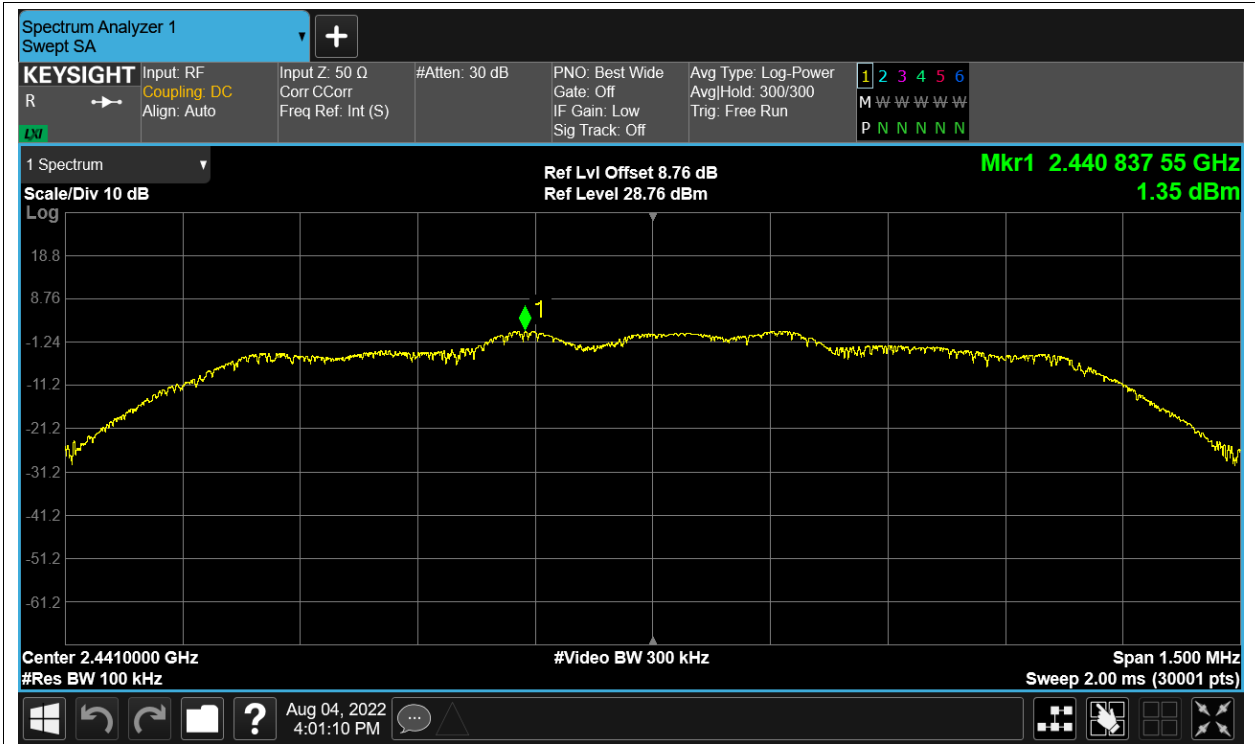 Spectrum Analyzer 1
Swept SA
KEYSIGHT
R
LXI
Input: RF
Coupling: DC
Align: Auto
Input Z: 50 Ω
Corr CCorr
Freq Ref: Int (S)
#Atten: 30 dB
PNO: Best Wide
Gate: Off
IF Gain: Low
Sig Track: Off
Avg Type: Log-Power
Avg|Hold: 300/300
Trig: Free Run
1 2 3 4 5 6
M W W W W W
P N N N N N
1 Spectrum
Scale/Div 10 dB
Log
Ref Lvl Offset 8.76 dB
Ref Level 28.76 dBm
Mkr1 2.440 837 55 GHz
1.35 dBm
18.8
8.76
1
-1.24
-11.2
-21.2
-31.2
-41.2
-51.2
-61.2
Center 2.4410000 GHz
#Res BW 100 kHz
#Video BW 300 kHz
Span 1.500 MHz
Sweep 2.00 ms (30001 pts)
?
Aug 04, 2022
4:01:10 PM